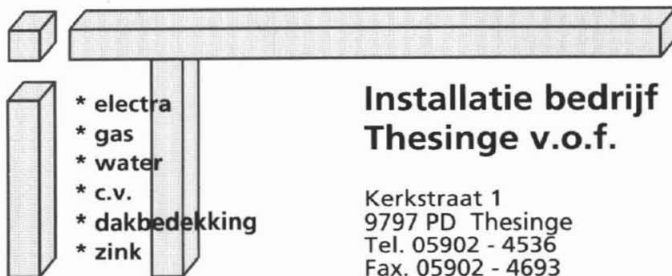 * electra
* gas
* water
* c.v.
* dakbedekking
* zink
Installatie bedrijf
Thesinge v.o.f.
Kerkstraat 1
9797 PD Thesinge
Tel. 05902 - 4536
Fax. 05902 - 4693